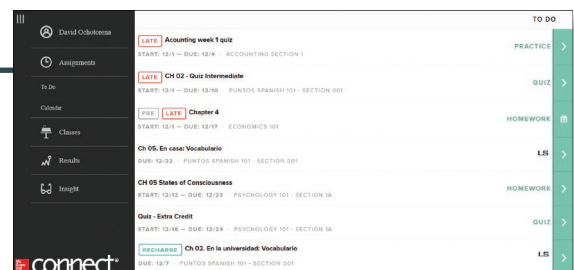 TO DO
David Ochotorena
Assignments
To Do
Calendar
Classes
Results
Insight
Mc Graw Hill connect®
LATE Acounting week 1 quiz
START: 12/1 — DUE: 12/4 · ACCOUNTING SECTION 1
PRACTICE
LATE CH 02 - Quiz Intermediate
START: 12/1 — DUE: 12/10 · PUNTOS SPANISH 101 - SECTION 001
QUIZ
PRE LATE Chapter 4
START: 12/1 — DUE: 12/17 · ECONOMICS 101
HOMEWORK
Ch 05. En casa: Vocabulario
DUE: 12/22 · PUNTOS SPANISH 101 - SECTION 001
LS
CH 05 States of Consciousness
START: 12/12 — DUE: 12/23 · PSYCHOLOGY 101 - SECTION 1A
HOMEWORK
Quiz - Extra Credit
START: 12/18 — DUE: 12/24 · PSYCHOLOGY 101 - SECTION 1A
QUIZ
RECHARGE Ch 02. En la universidad: Vocabulario
DUE: 12/7 · PUNTOS SPANISH 101 - SECTION 001
LS